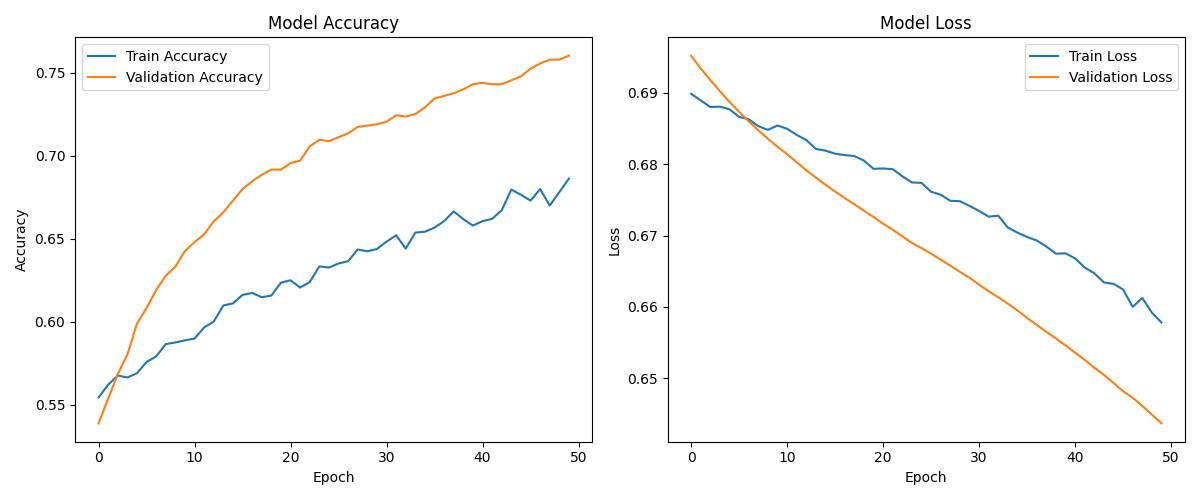 Model Accuracy
Train Accuracy
Validation Accuracy
0.75
0.70
0.65
0.60
0.55
Accuracy
0 10 20 30 40 50
Epoch
Model Loss
Train Loss
Validation Loss
0.69
0.68
0.67
0.66
0.65
Loss
0 10 20 30 40 50
Epoch